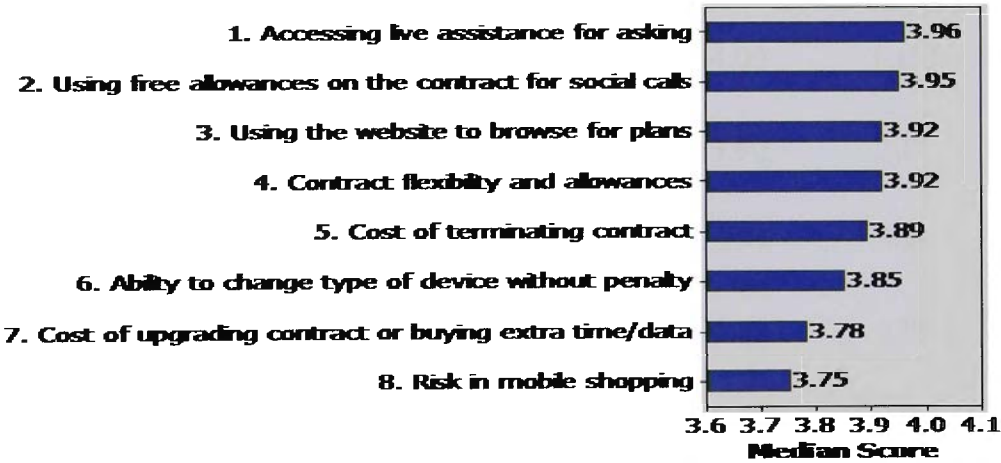 1. Accessing live assistance for asking
3.96
2. Using free allowances on the contract for social calls
3.95
3. Using the website to browse for plans
3.92
4. Contract flexibility and allowances
3.92
5. Cost of terminating contract
3.89
6. Ability to change type of device without penalty
3.85
7. Cost of upgrading contract or buying extra time/data
3.78
8. Risk in mobile shopping
3.75
3.6 3.7 3.8 3.9 4.0 4.1
Median Score